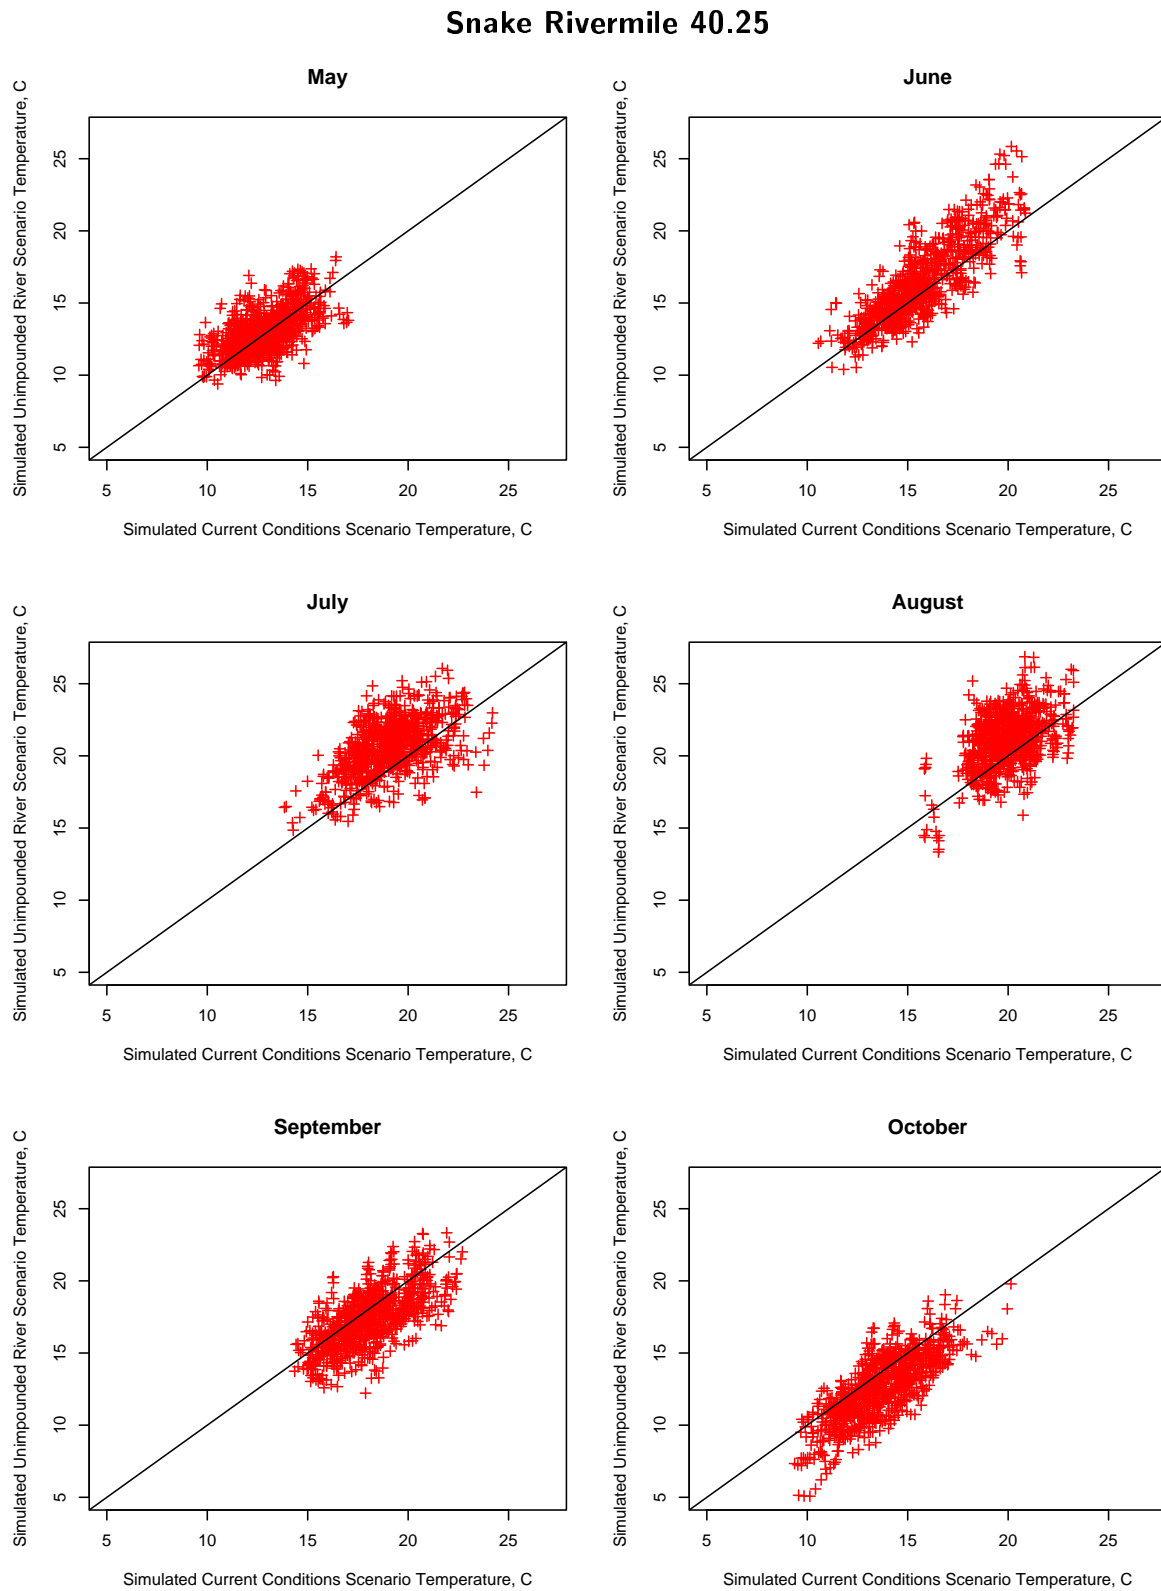 Snake Rivermile 40.25
May
Simulated Unimpounded River Scenario Temperature, C
25
20
15
10
5
5 10 15 20 25
Simulated Current Conditions Scenario Temperature, C
June
Simulated Unimpounded River Scenario Temperature, C
25
20
15
10
5
5 10 15 20 25
Simulated Current Conditions Scenario Temperature, C
July
Simulated Unimpounded River Scenario Temperature, C
25
20
15
10
5
5 10 15 20 25
Simulated Current Conditions Scenario Temperature, C
August
Simulated Unimpounded River Scenario Temperature, C
25
20
15
10
5
5 10 15 20 25
Simulated Current Conditions Scenario Temperature, C
September
Simulated Unimpounded River Scenario Temperature, C
25
20
15
10
5
5 10 15 20 25
Simulated Current Conditions Scenario Temperature, C
October
Simulated Unimpounded River Scenario Temperature, C
25
20
15
10
5
5 10 15 20 25
Simulated Current Conditions Scenario Temperature, C